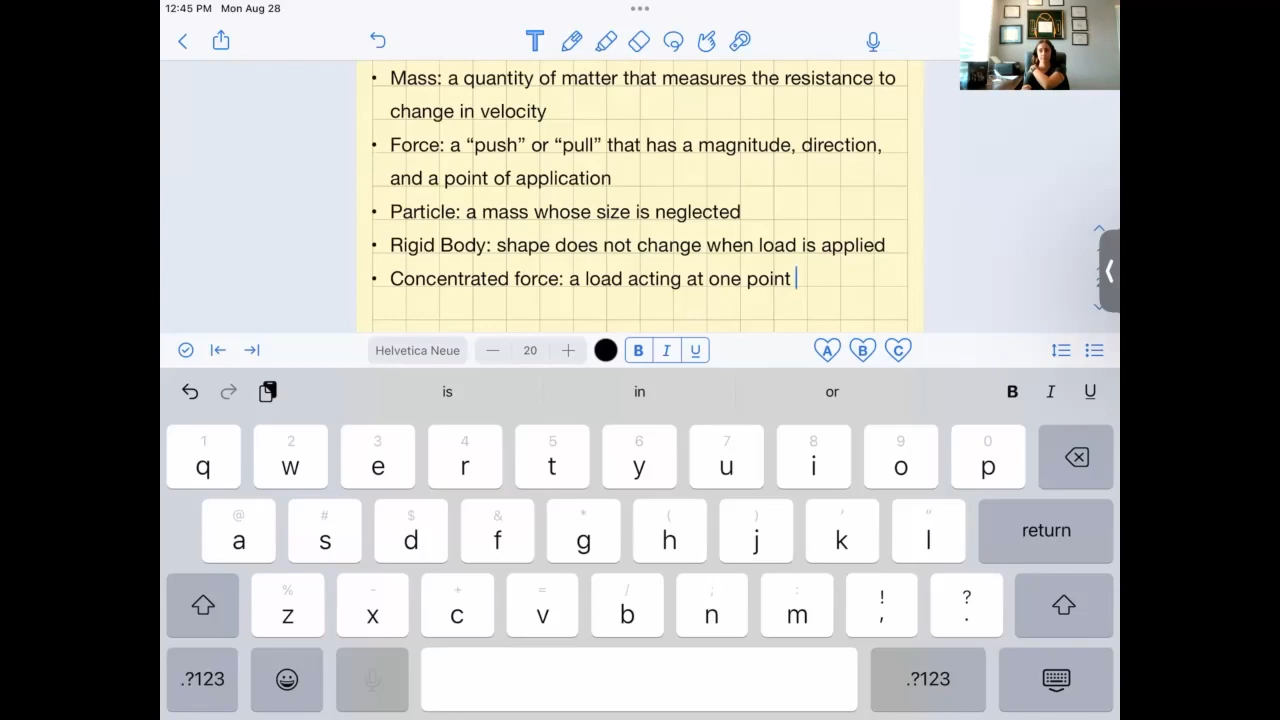 12:45 PM Mon Aug 28
• Mass: a quantity of matter that measures the resistance to
change in velocity
• Force: a “push” or “pull” that has a magnitude, direction,
and a point of application
• Particle: a mass whose size is neglected
• Rigid Body: shape does not change when load is applied
• Concentrated force: a load acting at one point
Helvetica Neue — 20 + B I U A B C
is in or B I U
1 2 3 4 5 6 7 8 9 0
q w e r t y u i o p
@ # $ & * ( ) ' "
a s d f g h j k l return
% - + = / ; : ! ?
z x c v b n m , .
.?123 .?123